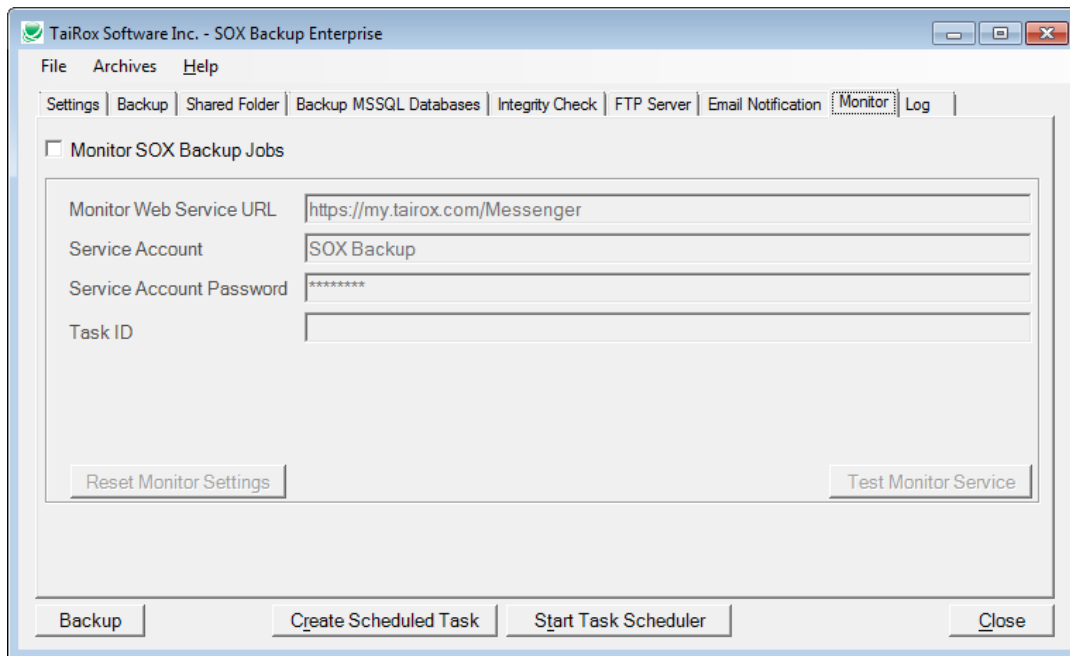 TaiRox Software Inc. - SOX Backup Enterprise
File Archives Help
Settings Backup Shared Folder Backup MSSQL Databases Integrity Check FTP Server Email Notification Monitor Log
Monitor SOX Backup Jobs
Monitor Web Service URL https://my.tairox.com/Messenger
Service Account SOX Backup
Service Account Password ********
Task ID
Reset Monitor Settings Test Monitor Service
Backup Create Scheduled Task Start Task Scheduler Close